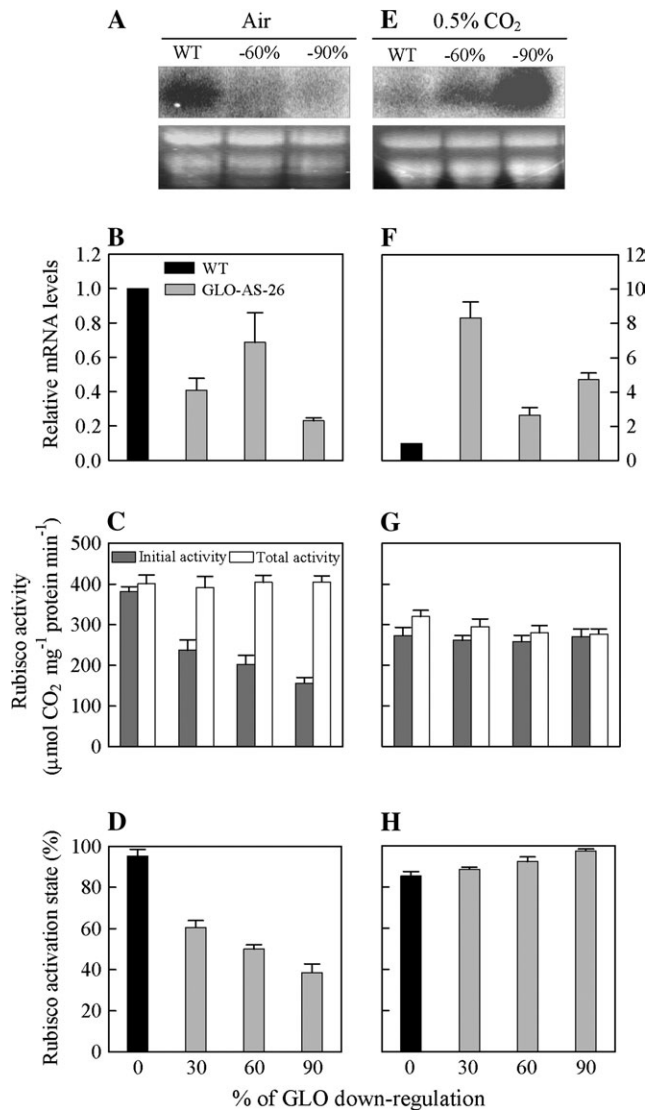 A Air E 0.5% CO₂
WT -60% -90% WT -60% -90%
B F
Relative mRNA levels
1.2
1.0
0.8
0.6
0.4
0.2
0.0
WT
GLO-AS-26
12
10
8
6
4
2
0
C G
Rubisco activity
(μmol CO₂ mg⁻¹ protein min⁻¹)
500
400
300
200
100
0
Initial activity Total activity
D H
Rubisco activation state (%)
100
80
60
40
20
0
0 30 60 90 0 30 60 90
% of GLO down-regulation